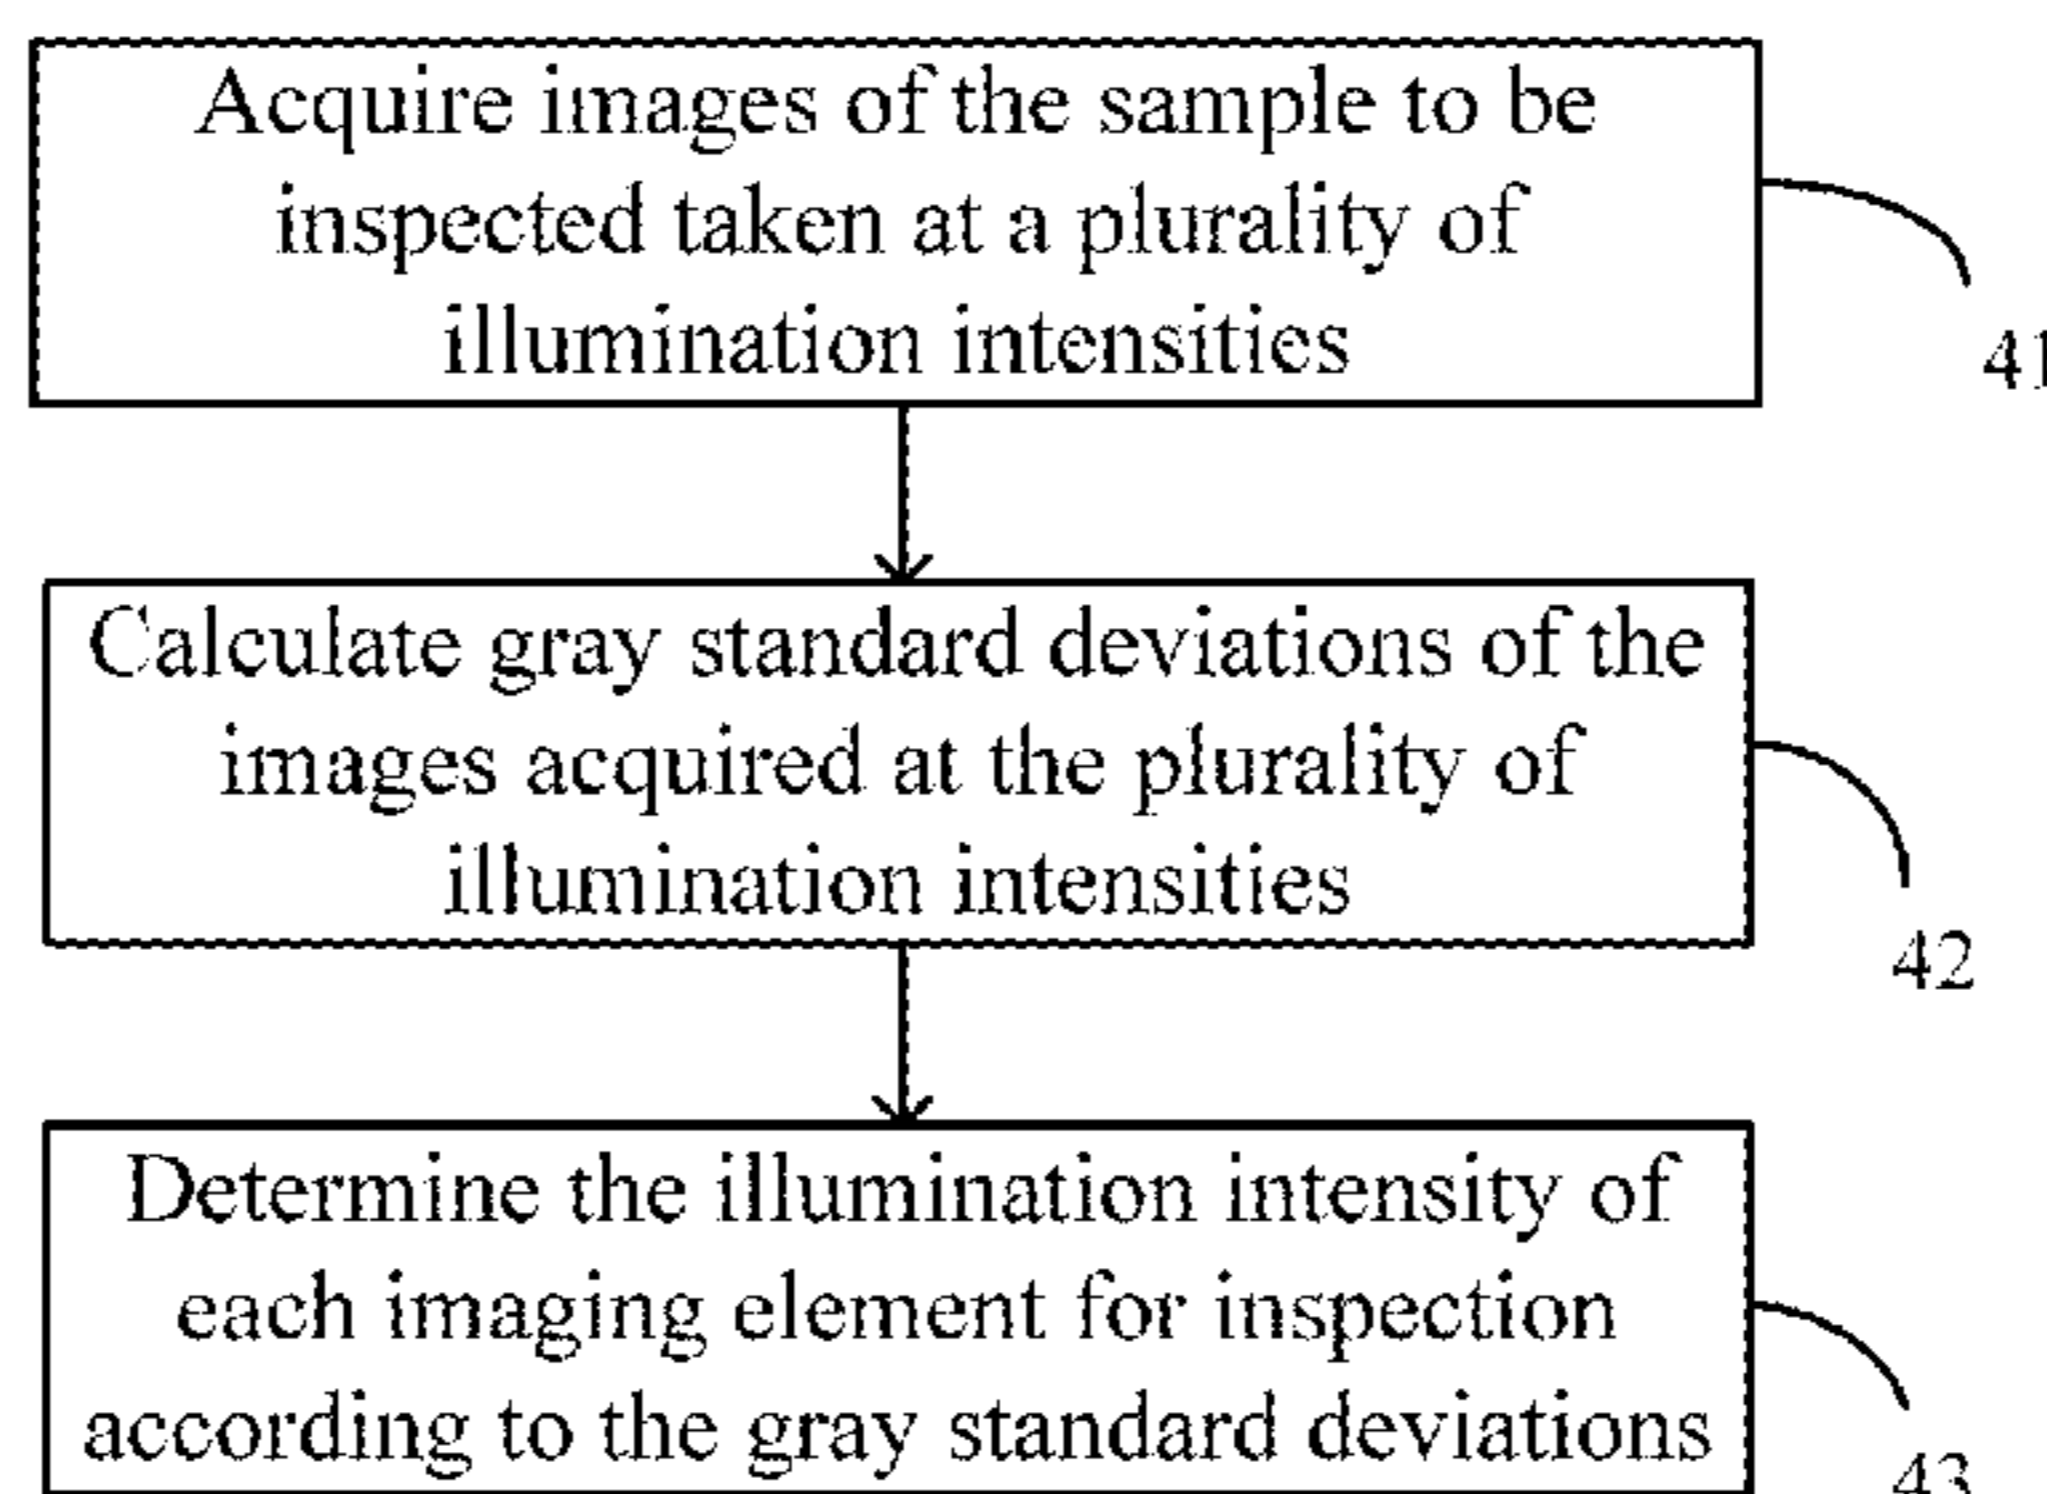 Acquire images of the sample to be
inspected taken at a plurality of
illumination intensities
41
Calculate gray standard deviations of the
images acquired at the plurality of
illumination intensities
42
Determine the illumination intensity of
each imaging element for inspection
according to the gray standard deviations
43